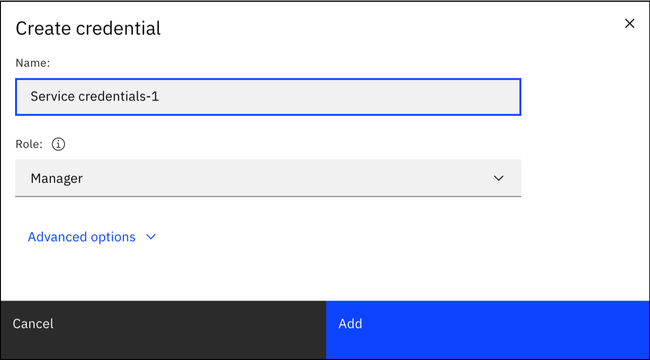 Create credential
Name:
Service credentials-1
Role:
Manager
Advanced options
Cancel
Add